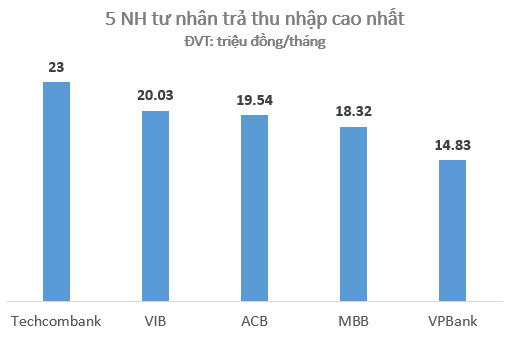 5 NH tư nhân trả thu nhập cao nhất
ĐVT: triệu đồng/tháng
23
20.03
19.54
18.32
14.83
Techcombank
VIB
ACB
MBB
VPBank